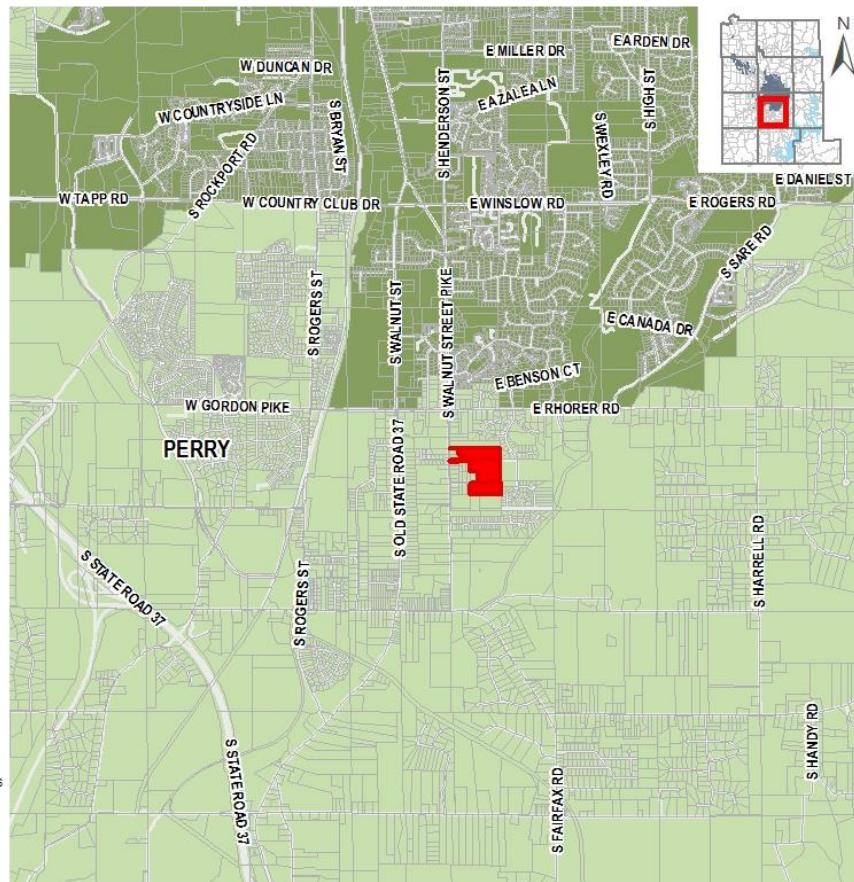 N
E ARDEN DR
E MILLER DR
W DUNCAN DR
E AZALEA LN
W COUNTRYSIDE LN
S HENDERSON ST
S HIGH ST
S BRYAN ST
S WEXLEY RD
S ROCKPORT RD
E DANIEL ST
W TAPP RD
W COUNTRY CLUB DR
E WINSLOW RD
E ROGERS RD
S SARE RD
S ROGERS ST
S WALNUT ST
S WALNUT STREET PIKE
E CANADA DR
E BENSON CT
W GORDON PIKE
E RHORER RD
PERRY
S OLD STATE ROAD 37
S HARRELL RD
S STATE ROAD 37
S ROGERS ST
S HANDY RD
S STATE ROAD 37
S FAIRFAX RD
s